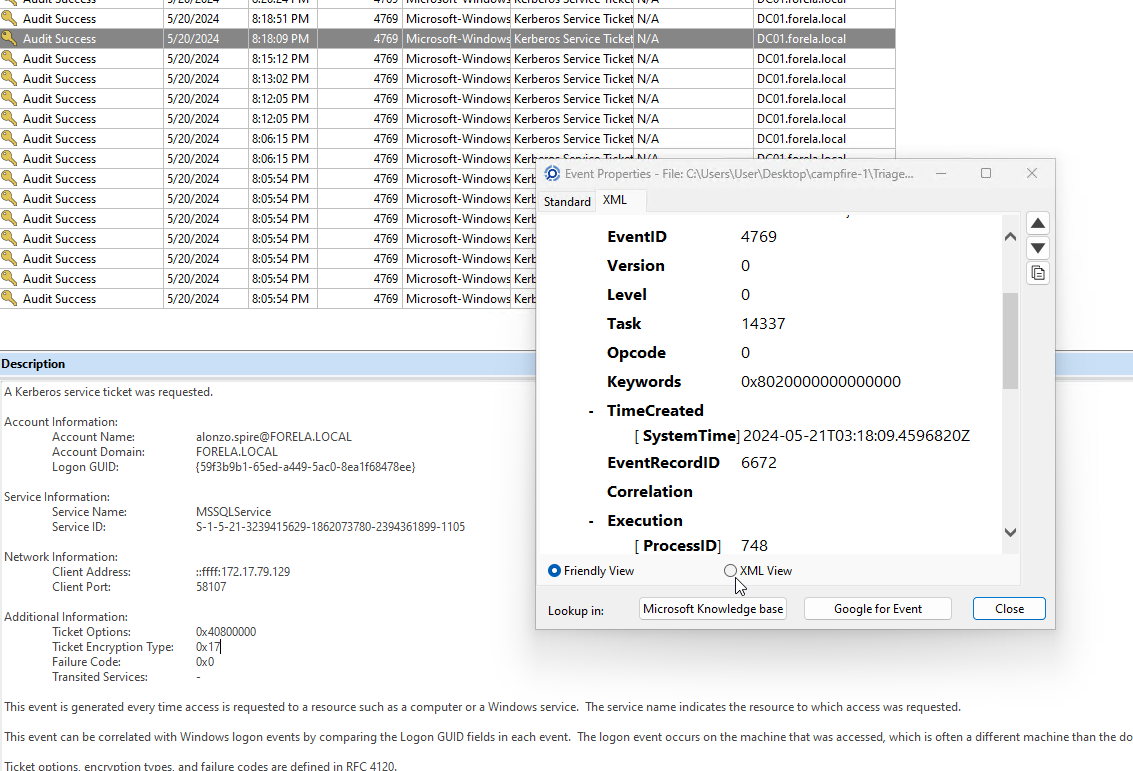 Audit Success 5/20/2024 8:18:51 PM 4769 Microsoft-Windows Kerberos Service Ticket N/A DC01.forela.local
Audit Success 5/20/2024 8:18:09 PM 4769 Microsoft-Windows Kerberos Service Ticket N/A DC01.forela.local
Audit Success 5/20/2024 8:15:12 PM 4769 Microsoft-Windows Kerberos Service Ticket N/A DC01.forela.local
Audit Success 5/20/2024 8:13:02 PM 4769 Microsoft-Windows Kerberos Service Ticket N/A DC01.forela.local
Audit Success 5/20/2024 8:12:05 PM 4769 Microsoft-Windows Kerberos Service Ticket N/A DC01.forela.local
Audit Success 5/20/2024 8:12:05 PM 4769 Microsoft-Windows Kerberos Service Ticket N/A DC01.forela.local
Audit Success 5/20/2024 8:06:15 PM 4769 Microsoft-Windows Kerberos Service Ticket N/A DC01.forela.local
Audit Success 5/20/2024 8:06:15 PM 4769 Microsoft-Windows Kerberos Service Ticket N/A DC01.forela.local
Audit Success 5/20/2024 8:05:54 PM 4769 Microsoft-Windows Kerb
Audit Success 5/20/2024 8:05:54 PM 4769 Microsoft-Windows Kerb
Audit Success 5/20/2024 8:05:54 PM 4769 Microsoft-Windows Kerb
Audit Success 5/20/2024 8:05:54 PM 4769 Microsoft-Windows Kerb
Audit Success 5/20/2024 8:05:54 PM 4769 Microsoft-Windows Kerb
Audit Success 5/20/2024 8:05:54 PM 4769 Microsoft-Windows Kerb
Audit Success 5/20/2024 8:05:54 PM 4769 Microsoft-Windows Kerb
Event Properties - File: C:\Users\User\Desktop\campfire-1\Triage...
Standard XML
EventID 4769
Version 0
Level 0
Task 14337
Opcode 0
Keywords 0x8020000000000000
- TimeCreated
[ SystemTime] 2024-05-21T03:18:09.4596820Z
EventRecordID 6672
Correlation
- Execution
[ ProcessID] 748
Friendly View XML View
Lookup in: Microsoft Knowledge base Google for Event Close
Description
A Kerberos service ticket was requested.
Account Information:
Account Name: alonzo.spire@FORELA.LOCAL
Account Domain: FORELA.LOCAL
Logon GUID: {59f3b9b1-65ed-a449-5ac0-8ea1f68478ee}
Service Information:
Service Name: MSSQLService
Service ID: S-1-5-21-3239415629-1862073780-2394361899-1105
Network Information:
Client Address: ::ffff:172.17.79.129
Client Port: 58107
Additional Information:
Ticket Options: 0x40800000
Ticket Encryption Type: 0x17
Failure Code: 0x0
Transited Services: -
This event is generated every time access is requested to a resource such as a computer or a Windows service. The service name indicates the resource to which access was requested.
This event can be correlated with Windows logon events by comparing the Logon GUID fields in each event. The logon event occurs on the machine that was accessed, which is often a different machine than the do
Ticket options, encryption types, and failure codes are defined in RFC 4120.